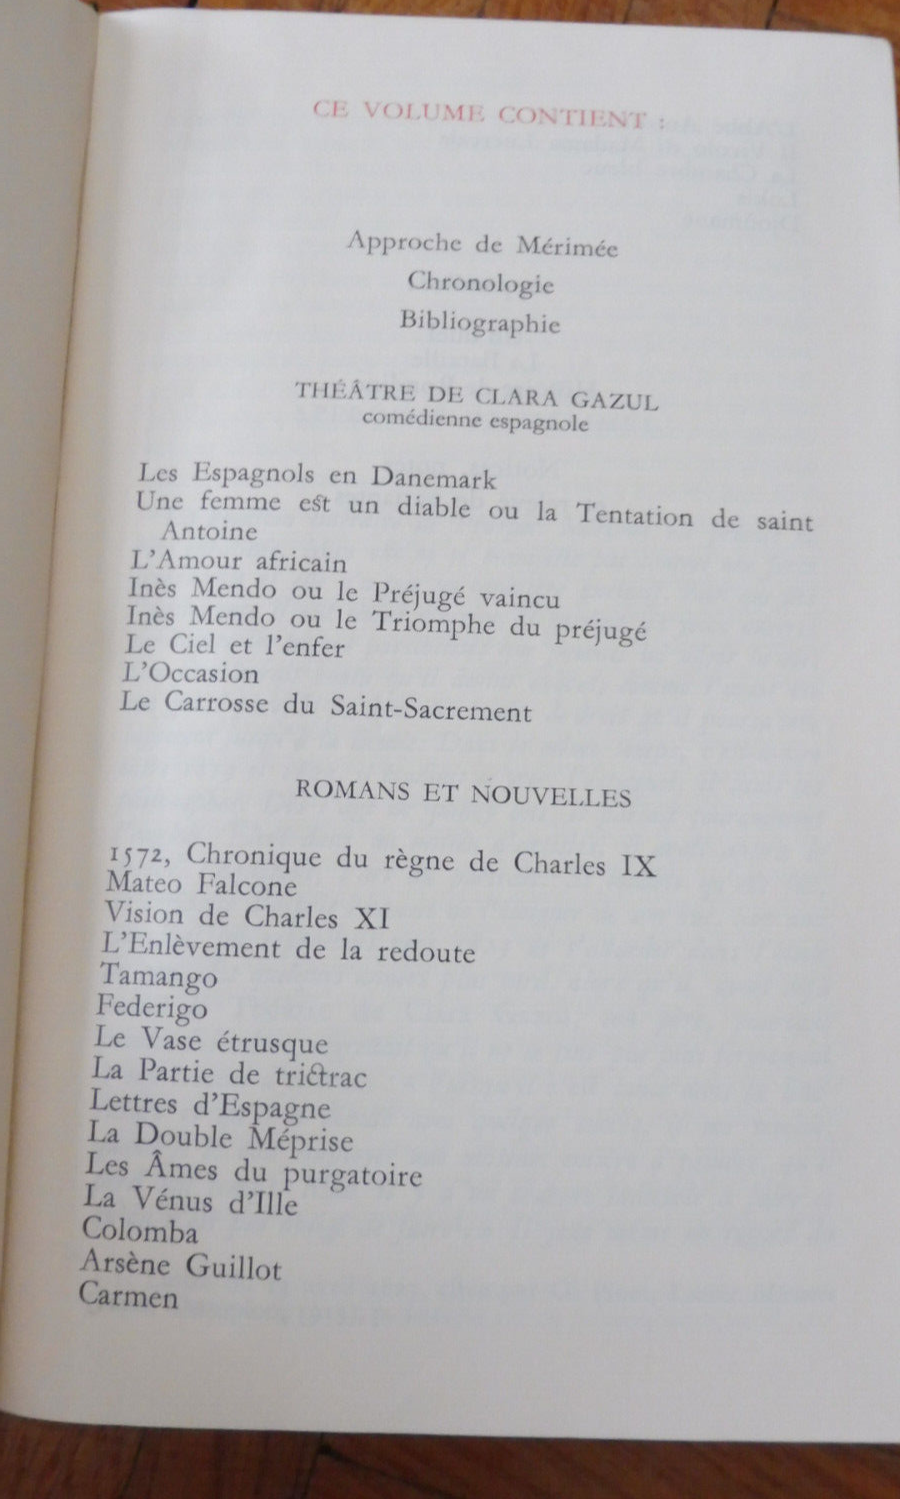 CE VOLUME CONTIENT :
Approche de Mérimée
Chronologie
Bibliographie
THÉÂTRE DE CLARA GAZUL
comédienne espagnole
Les Espagnols en Danemark
Une femme est un diable ou la Tentation de saint
Antoine
L'Amour africain
Inès Mendo ou le Préjugé vaincu
Inès Mendo ou le Triomphe du préjugé
Le Ciel et l'enfer
L'Occasion
Le Carrosse du Saint-Sacrement
ROMANS ET NOUVELLES
1572, Chronique du règne de Charles IX
Mateo Falcone
Vision de Charles XI
L'Enlèvement de la redoute
Tamango
Federigo
Le Vase étrusque
La Partie de trictrac
Lettres d'Espagne
La Double Méprise
Les Âmes du purgatoire
La Vénus d'Ille
Colomba
Arsène Guillot
Carmen